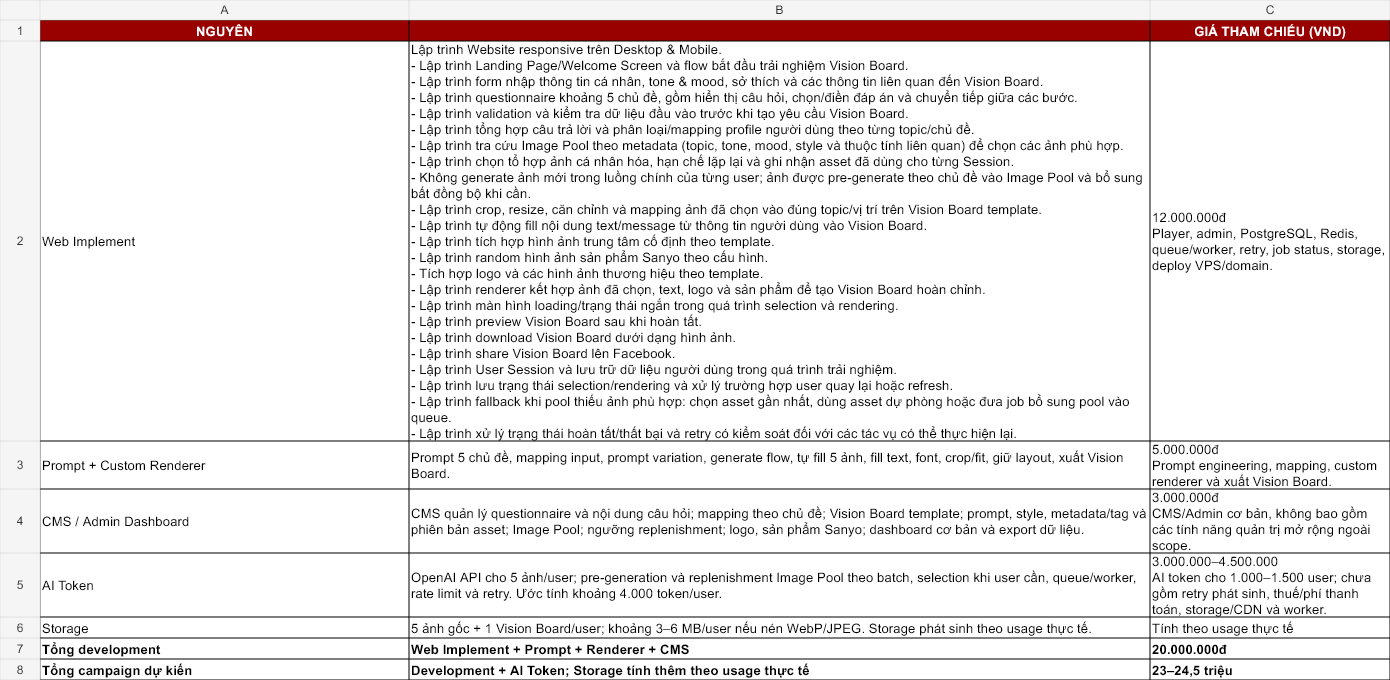 A B C
1 NGUYÊN GIÁ THAM CHIẾU (VND)
2 Web Implement
Lập trình Website responsive trên Desktop & Mobile.
- Lập trình Landing Page/Welcome Screen và flow bắt đầu trải nghiệm Vision Board.
- Lập trình form nhập thông tin cá nhân, tone & mood, sở thích và các thông tin liên quan đến Vision Board.
- Lập trình questionnaire khoảng 5 chủ đề, gồm hiển thị câu hỏi, chọn/điền đáp án và chuyển tiếp giữa các bước.
- Lập trình validation và kiểm tra dữ liệu đầu vào trước khi tạo yêu cầu Vision Board.
- Lập trình tổng hợp câu trả lời và phân loại/mapping profile người dùng theo từng topic/chủ đề.
- Lập trình tra cứu Image Pool theo metadata (topic, tone, mood, style và thuộc tính liên quan) để chọn các ảnh phù hợp.
- Lập trình chọn tổ hợp ảnh cá nhân hóa, hạn chế lặp lại và ghi nhận asset đã dùng cho từng Session.
- Không generate ảnh mới trong luồng chính của từng user; ảnh được pre-generate theo chủ đề vào Image Pool và bổ sung
bất đồng bộ khi cần.
- Lập trình crop, resize, căn chỉnh và mapping ảnh đã chọn vào đúng topic/vị trí trên Vision Board template.
- Lập trình tự động fill nội dung text/message từ thông tin người dùng vào Vision Board.
- Lập trình tích hợp hình ảnh trung tâm cố định theo template.
- Lập trình random hình ảnh sản phẩm Sanyo theo cấu hình.
- Tích hợp logo và các hình ảnh thương hiệu theo template.
- Lập trình renderer kết hợp ảnh đã chọn, text, logo và sản phẩm để tạo Vision Board hoàn chỉnh.
- Lập trình màn hình loading/trạng thái ngắn trong quá trình selection và rendering.
- Lập trình preview Vision Board sau khi hoàn tất.
- Lập trình download Vision Board dưới dạng hình ảnh.
- Lập trình share Vision Board lên Facebook.
- Lập trình User Session và lưu trữ dữ liệu người dùng trong quá trình trải nghiệm.
- Lập trình lưu trạng thái selection/rendering và xử lý trường hợp user quay lại hoặc refresh.
- Lập trình fallback khi pool thiếu ảnh phù hợp: chọn asset gần nhất, dùng asset dự phòng hoặc đưa job bổ sung pool vào
queue.
- Lập trình xử lý trạng thái hoàn tất/thất bại và retry có kiểm soát đối với các tác vụ có thể thực hiện lại.
12.000.000đ
Player, admin, PostgreSQL, Redis,
queue/worker, retry, job status, storage,
deploy VPS/domain.
3 Prompt + Custom Renderer
Prompt 5 chủ đề, mapping input, prompt variation, generate flow, tự fill 5 ảnh, fill text, font, crop/fit, giữ layout, xuất Vision
Board.
5.000.000đ
Prompt engineering, mapping, custom
renderer và xuất Vision Board.
4 CMS / Admin Dashboard
CMS quản lý questionnaire và nội dung câu hỏi; mapping theo chủ đề; Vision Board template; prompt, style, metadata/tag và
phiên bản asset; Image Pool; ngưỡng replenishment; logo, sản phẩm Sanyo; dashboard cơ bản và export dữ liệu.
3.000.000đ
CMS/Admin cơ bản, không bao gồm
các tính năng quản trị mở rộng ngoài
scope.
5 AI Token
OpenAI API cho 5 ảnh/user; pre-generation và replenishment Image Pool theo batch, selection khi user cần, queue/worker,
rate limit và retry. Ước tính khoảng 4.000 token/user.
3.000.000–4.500.000
AI token cho 1.000–1.500 user; chưa
gồm retry phát sinh, thuế/phí thanh
toán, storage/CDN và worker.
6 Storage
5 ảnh gốc + 1 Vision Board/user; khoảng 3–6 MB/user nếu nén WebP/JPEG. Storage phát sinh theo usage thực tế.
Tính theo usage thực tế
7 Tổng development
Web Implement + Prompt + Renderer + CMS
20.000.000đ
8 Tổng campaign dự kiến
Development + AI Token; Storage tính thêm theo usage thực tế
23–24,5 triệu